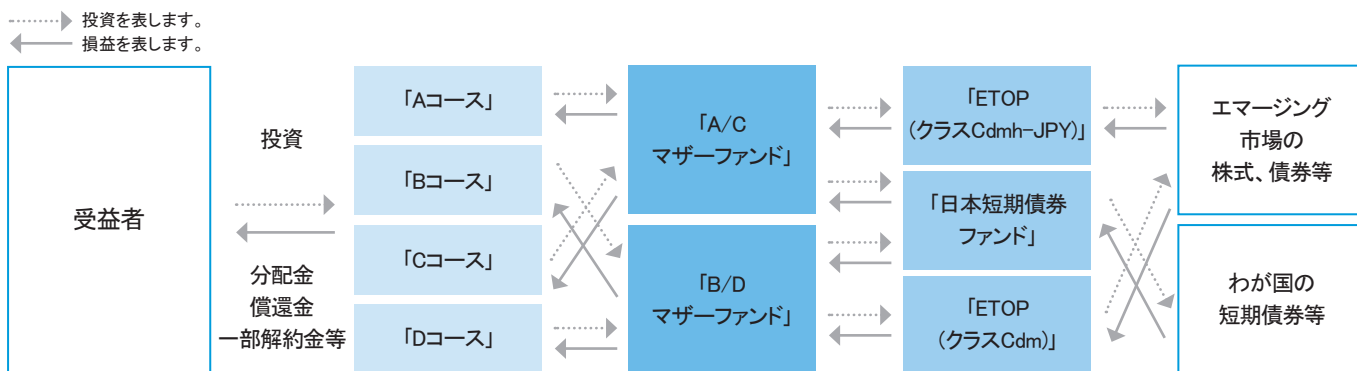 投資を表します。
損益を表します。
受益者
投資
分配金
償還金
一部解約金等
「Aコース」
「Bコース」
「Cコース」
「Dコース」
「A/C
マザーファンド」
「B/D
マザーファンド」
「ETOP
(クラスCdmh-JPY)」
「日本短期債券
ファンド」
「ETOP
(クラスCdm)」
エマージング
市場の
株式、債券等
わが国の
短期債券等